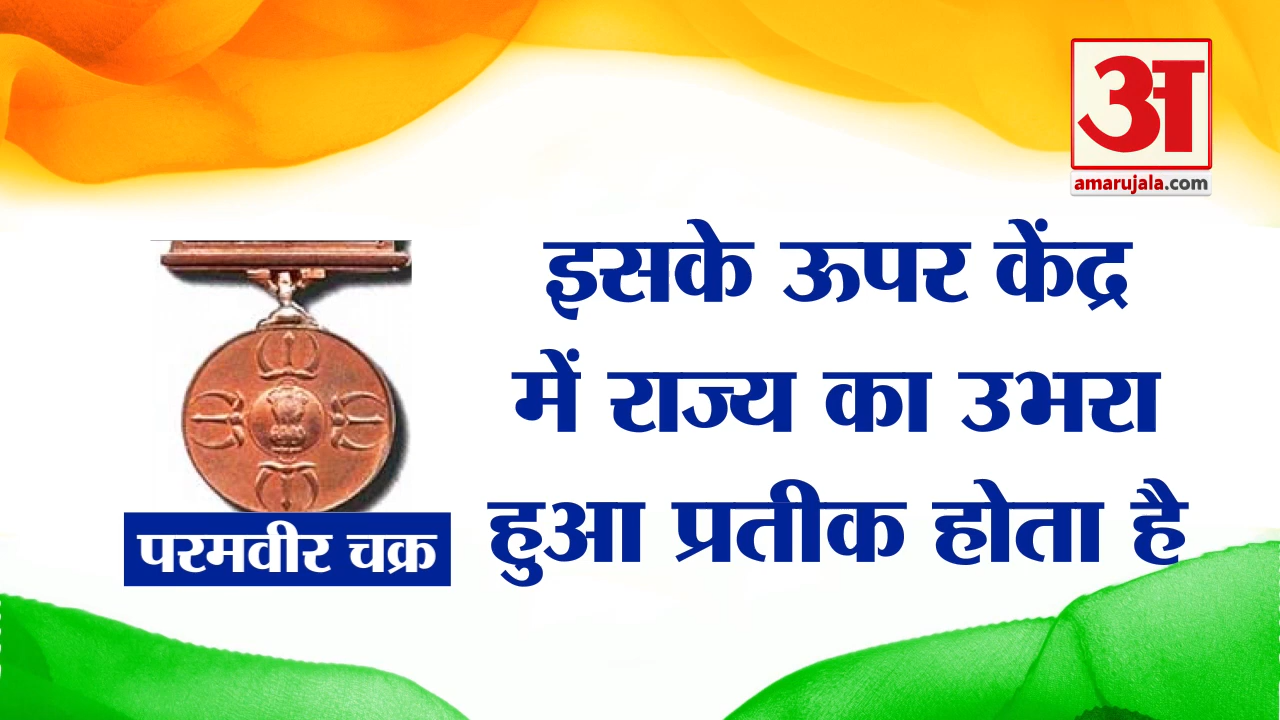 अ
amarujala.com
इसके ऊपर केंद्र
में राज्य का उभरा
हुआ प्रतीक होता है
परमवीर चक्र